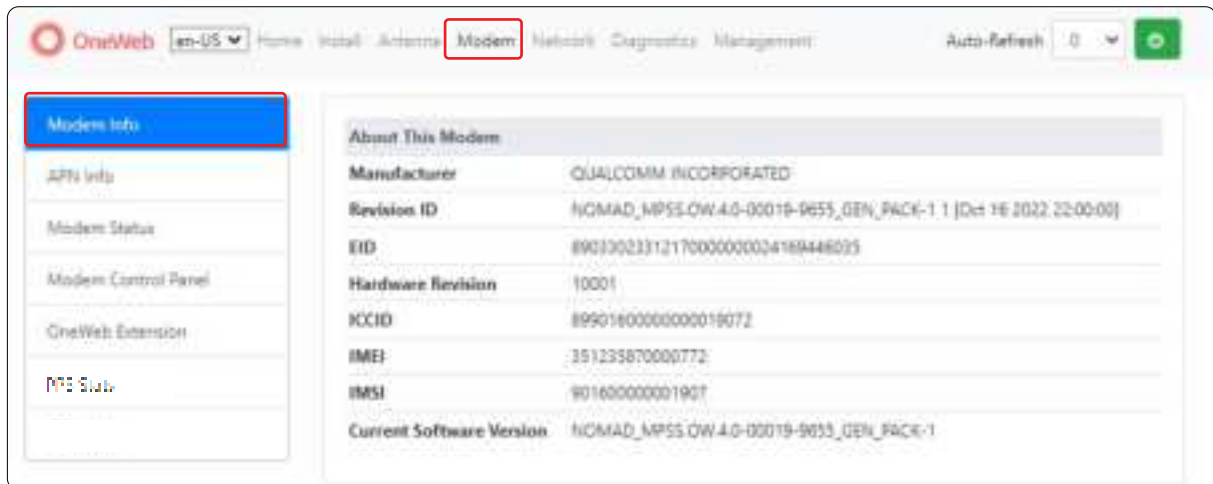 OneWeb en-US Home Install Antenna Modem Network Diagnostics Management Auto-Refresh 0
Modem Info
APN Info
Modem Status
Modem Control Panel
OneWeb Extension
About This Modem
Manufacturer QUALCOMM INCORPORATED
Revision ID NOMAD_MPSS.OW.4.0-00019-9655_GEN_PACK-1 1 [Oct 16 2022 22:00:00]
EID
Hardware Revision 10001
ICCID
IMEI 351235870000772
IMSI 901600000001907
Current Software Version NOMAD_MPSS.OW.4.0-00019-9655_GEN_PACK-1